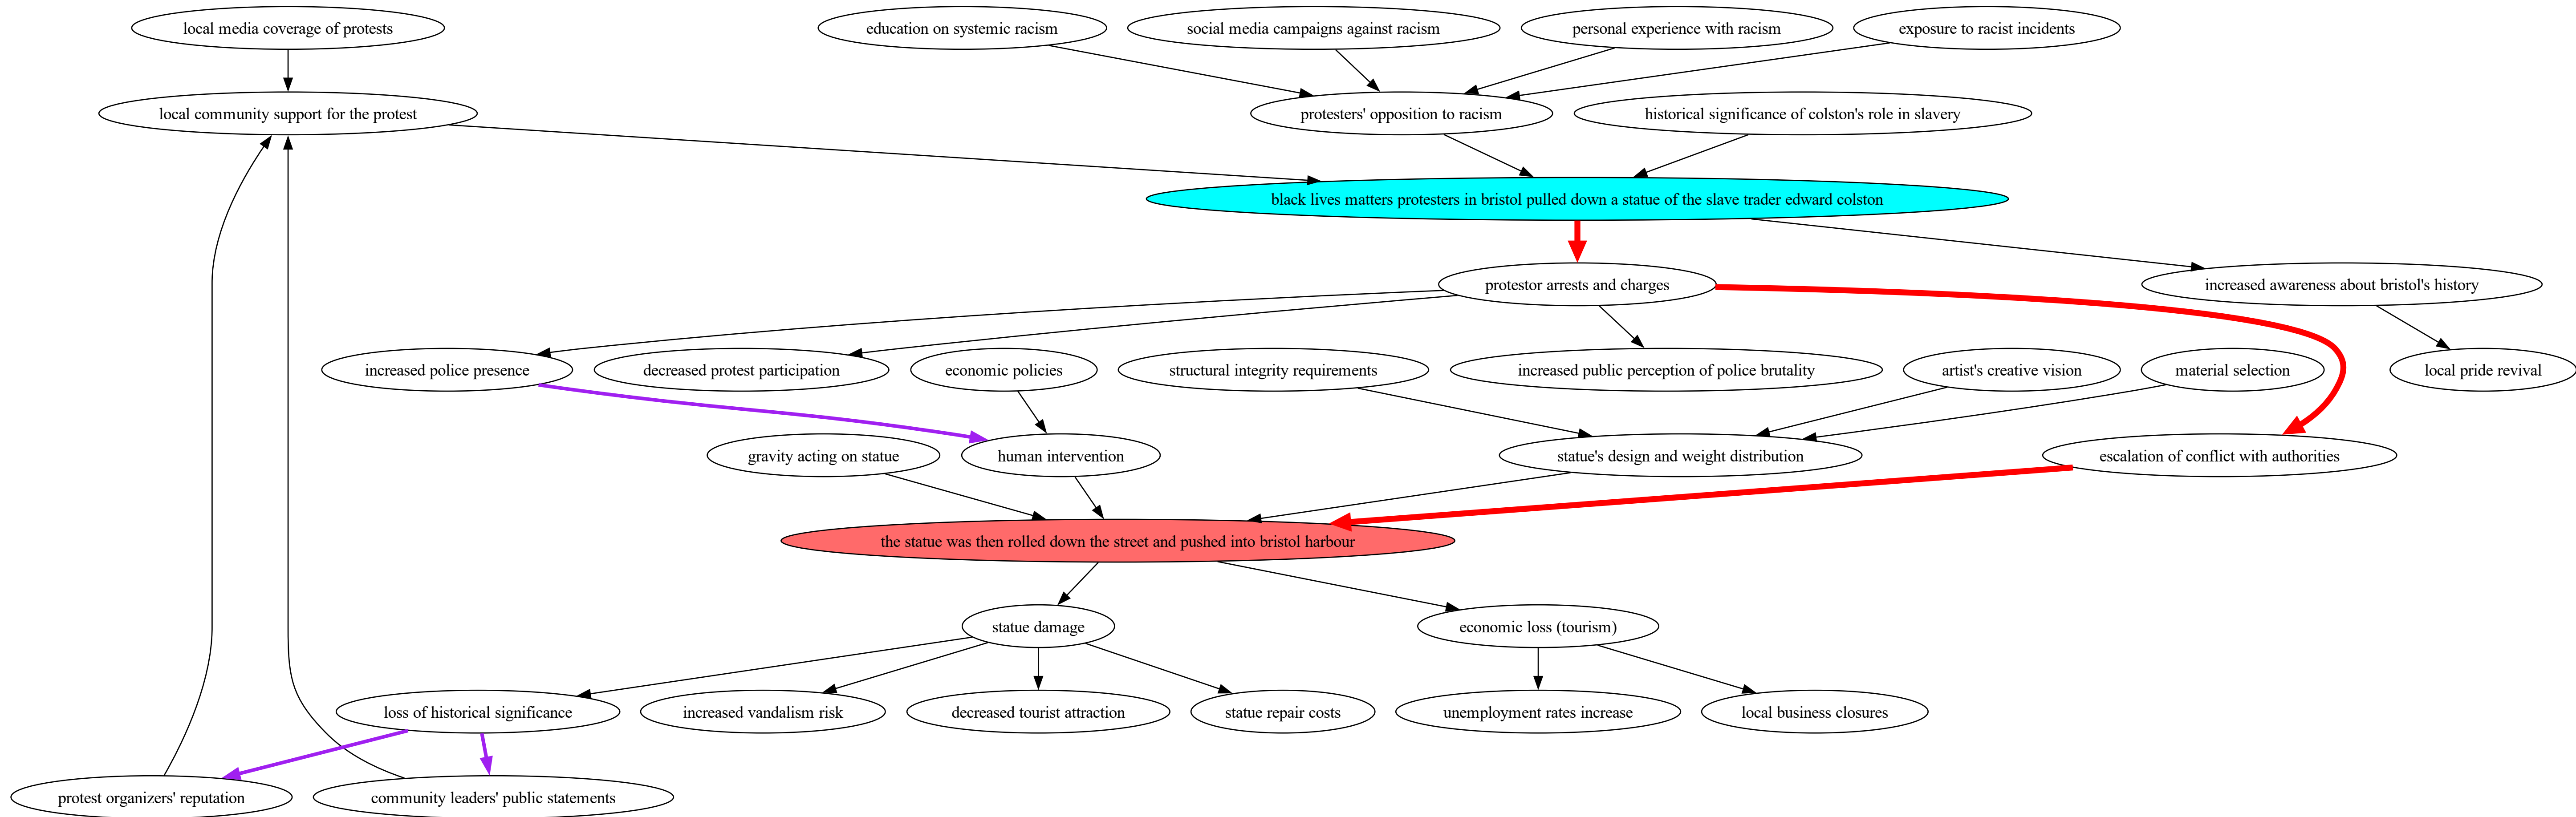 local media coverage of protests
education on systemic racism
social media campaigns against racism
personal experience with racism
exposure to racist incidents
local community support for the protest
protesters' opposition to racism
historical significance of colston's role in slavery
black lives matters protesters in bristol pulled down a statue of the slave trader edward colston
protestor arrests and charges
increased awareness about bristol's history
increased police presence
decreased protest participation
economic policies
structural integrity requirements
increased public perception of police brutality
artist's creative vision
material selection
local pride revival
gravity acting on statue
human intervention
statue's design and weight distribution
escalation of conflict with authorities
the statue was then rolled down the street and pushed into bristol harbour
statue damage
economic loss (tourism)
loss of historical significance
increased vandalism risk
decreased tourist attraction
statue repair costs
unemployment rates increase
local business closures
protest organizers' reputation
community leaders' public statements